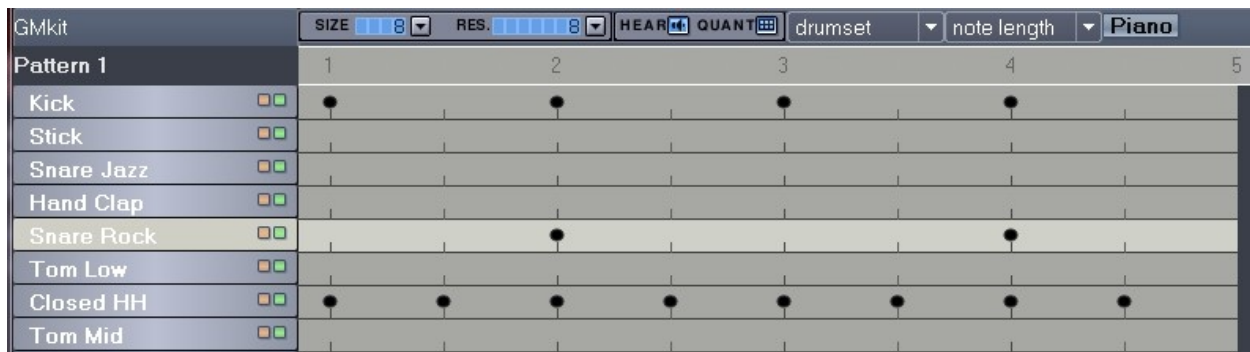 GMkit SIZE 8 RES. 8 HEAR QUANT drumset note length Piano
Pattern 1 1 2 3 4 5
Kick
Stick
Snare Jazz
Hand Clap
Snare Rock
Tom Low
Closed HH
Tom Mid